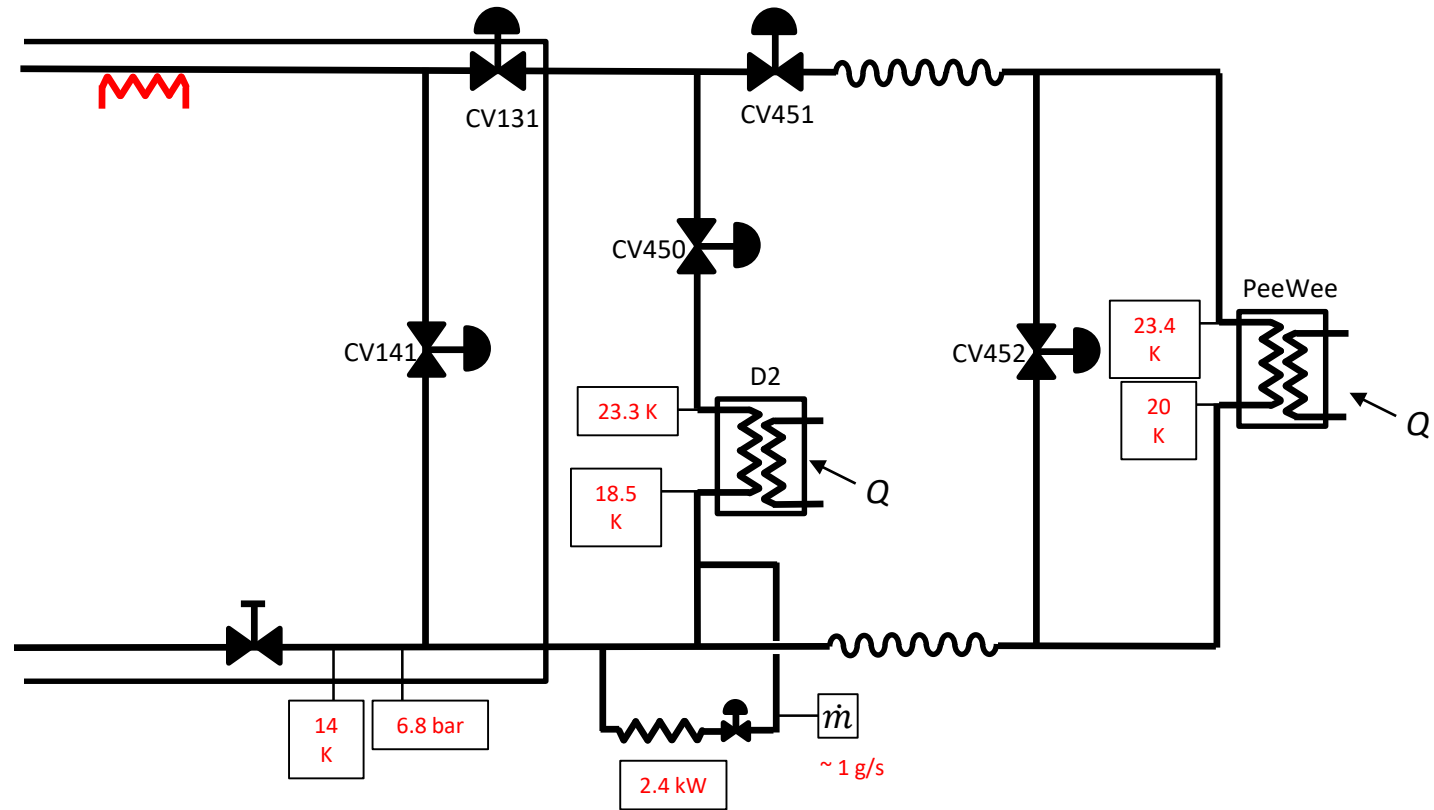 CV131
CV451
CV450
PeeWee
23.4
K
CV141
CV452
D2
23.3 K
20
K
Q
18.5
K
Q
14
K
6.8 bar
ṁ
~ 1 g/s
2.4 kW